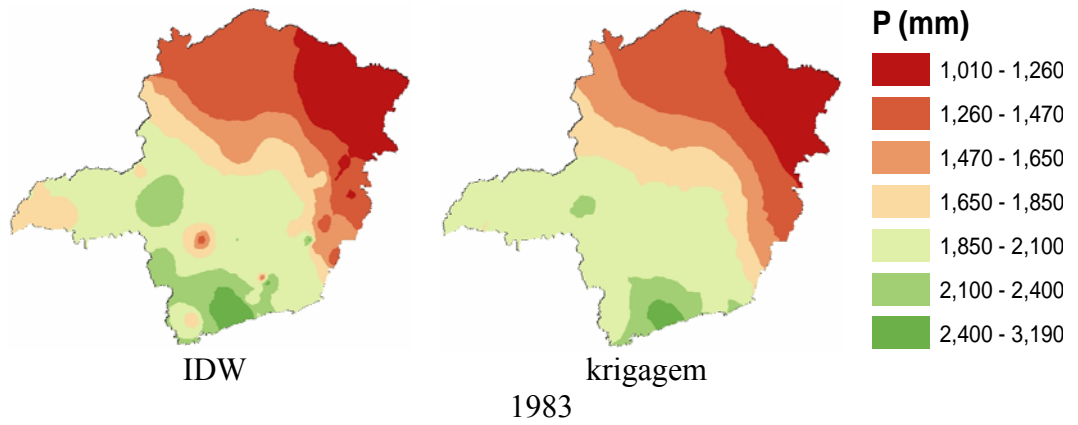 P (mm)
1,010 - 1,260
1,260 - 1,470
1,470 - 1,650
1,650 - 1,850
1,850 - 2,100
2,100 - 2,400
2,400 - 3,190
IDW
krigagem
1983